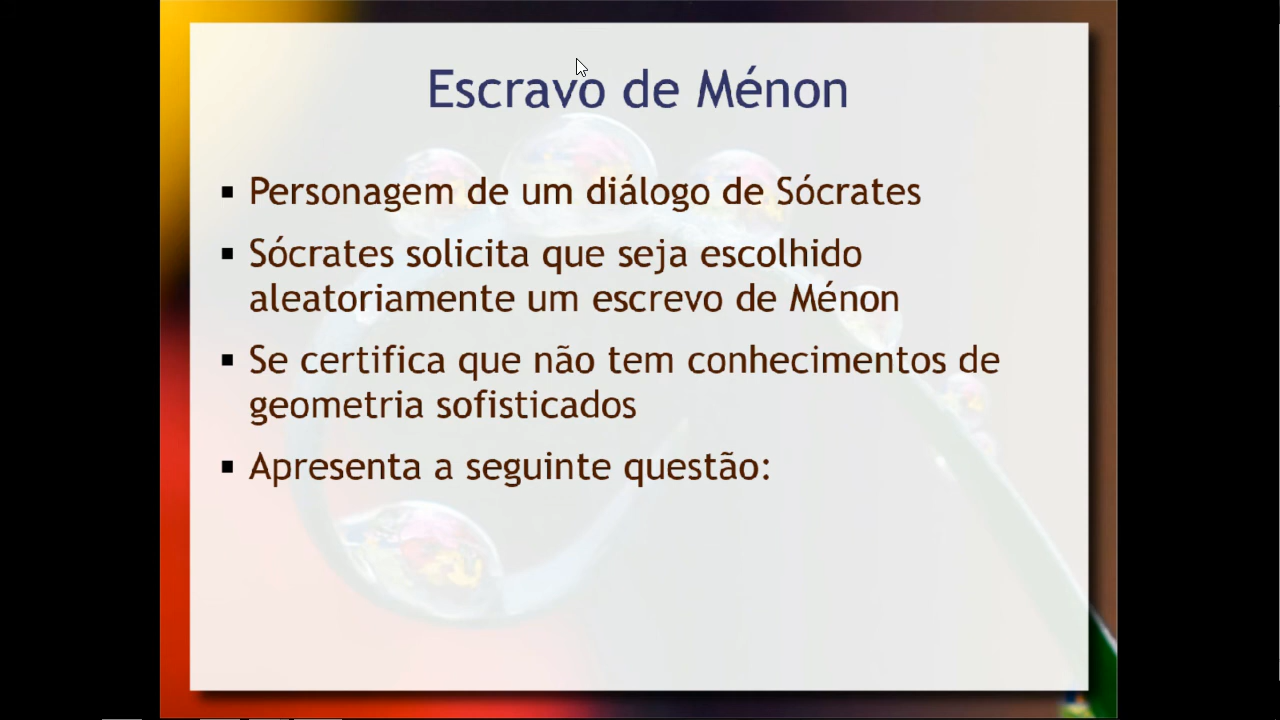 Escravo de Ménon
▪ Personagem de um diálogo de Sócrates
▪ Sócrates solicita que seja escolhido
aleatoriamente um escrevo de Ménon
▪ Se certifica que não tem conhecimentos de
geometria sofisticados
▪ Apresenta a seguinte questão: